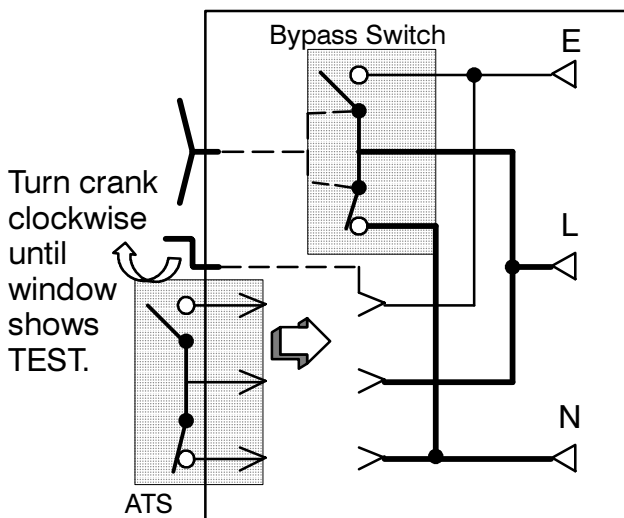 Bypass Switch
E
Turn crank
clockwise
until
window
shows
TEST.
L
N
ATS